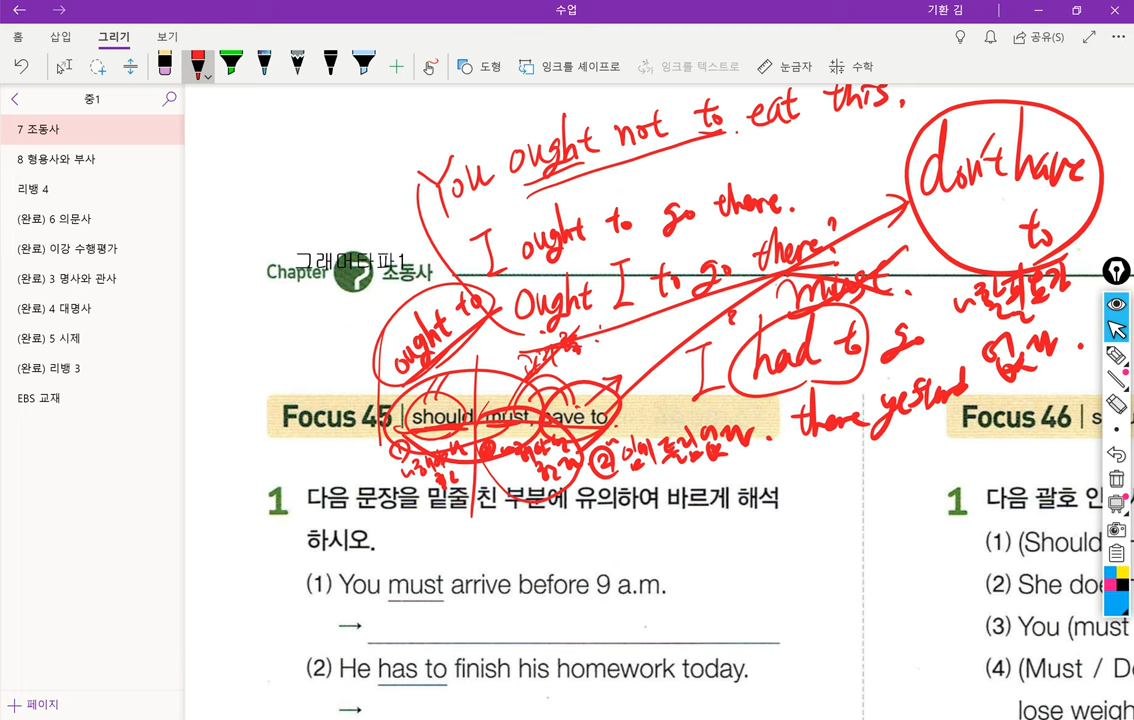 수업
기환 김
홈 삽입 그리기 보기
공유(S)
도형 잉크를 셰이프로 잉크를 텍스트로 눈금자 수학
중1
7 조동사
8 형용사와 부사
리뱅 4
(완료) 6 의문사
(완료) 이강 수행평가
(완료) 3 명사와 관사
(완료) 4 대명사
(완료) 5 시제
(완료) 리뱅 3
EBS 교재
페이지
You ought not to eat this.
don't have
to
I ought to go there.
그래머타파1
Chapter 7 조동사
ought to
Ought I to go there?
must.
I had to go
there
Focus 45 | should, must, have to
Focus 46 | s
②
1 다음 문장을 밑줄 친 부분에 유의하여 바르게 해석
하시오.
(1) You must arrive before 9 a.m.
→
(2) He has to finish his homework today.
→
1 다음 괄호 안
(1) (Should
(2) She doe
(3) You (must
(4) (Must / D
lose weigh